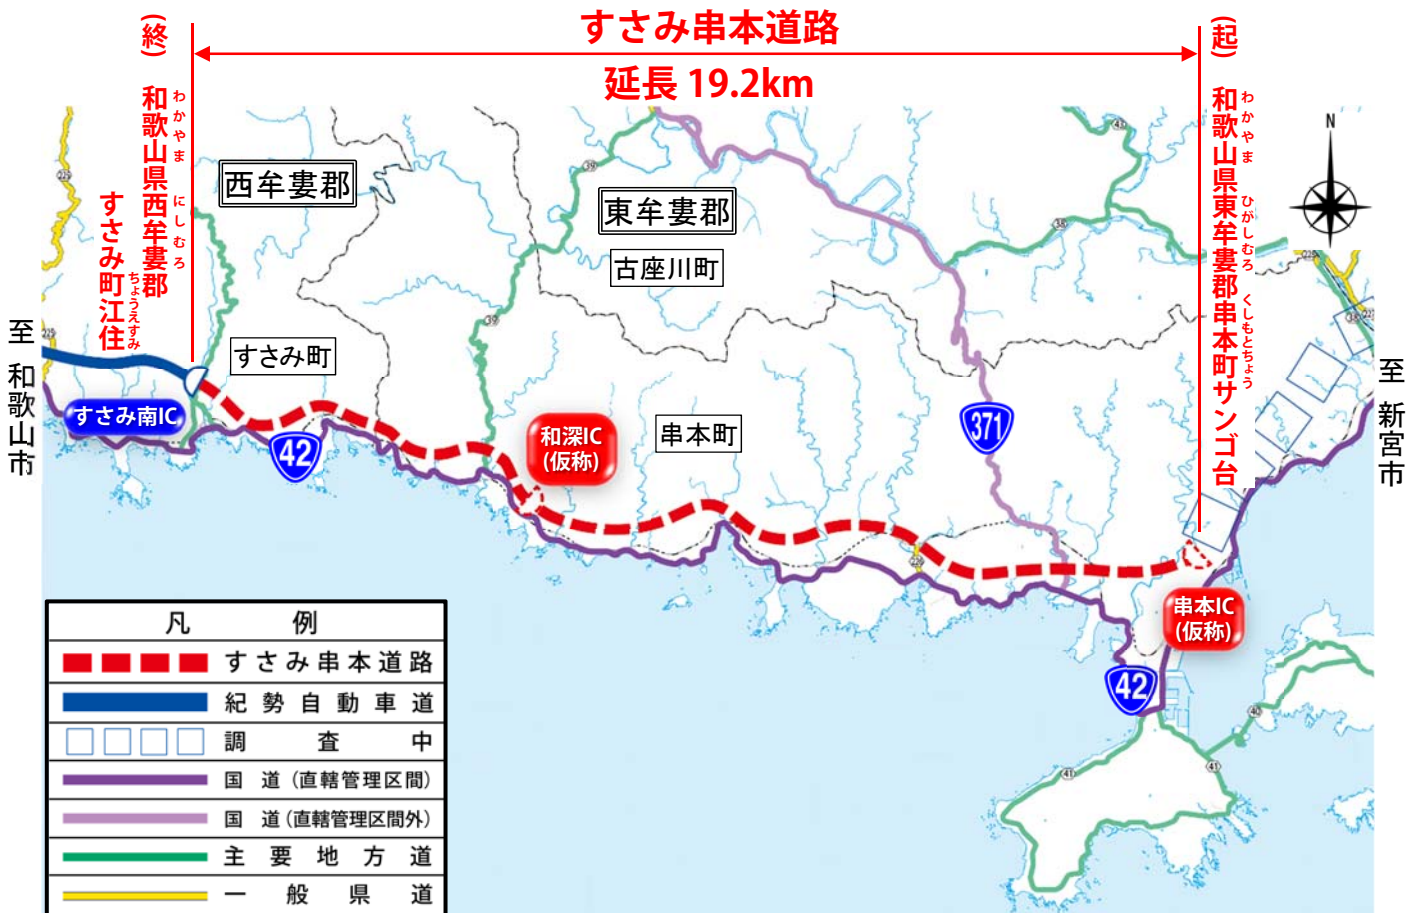 すさみ串本道路
延長 19.2km
(終)
和歌山県西牟婁郡
わかやま にしむろ
すさみ町江住
ちょうえすみ
(起)
和歌山県東牟婁郡串本町サンゴ台
わかやま ひがしむろ くしもとちょう
N
西牟婁郡
東牟婁郡
古座川町
すさみ町
串本町
至 和歌山市
至 新宮市
すさみ南IC
和深IC
(仮称)
串本IC
(仮称)
42
371
42
39
39
38
226
40
41
41
凡例
すさみ串本道路
紀勢自動車道
調査中
国道(直轄管理区間)
国道(直轄管理区間外)
主要地方道
一般県道